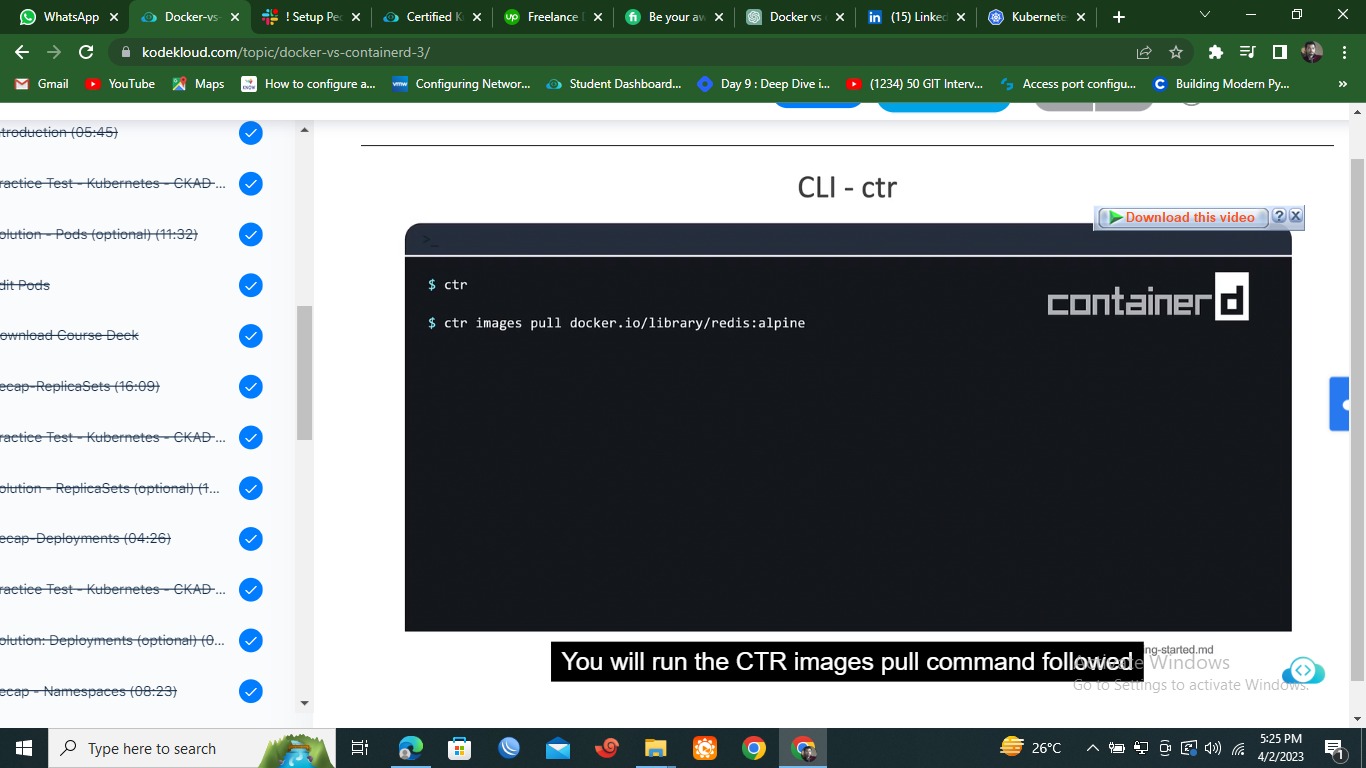 WhatsApp
Docker-vs-
! Setup Pec
Certified K
Freelance
Be your aw
Docker vs
(15) Linked
Kubernete
kodekloud.com/topic/docker-vs-containerd-3/
Gmail
YouTube
Maps
How to configure a...
Configuring Networ...
Student Dashboard...
Day 9 : Deep Dive i...
(1234) 50 GIT Interv...
Access port configu...
Building Modern Py...
»
troduction (05:45)
ractice Test - Kubernetes - CKAD ...
olution - Pods (optional) (11:32)
dit Pods
ownload Course Deck
ecap-ReplicaSets (16:09)
ractice Test - Kubernetes - CKAD ...
olution - ReplicaSets (optional) (1...
ecap-Deployments (04:26)
ractice Test - Kubernetes - CKAD ...
olution: Deployments (optional) (0...
ecap - Namespaces (08:23)
CLI - ctr
Download this video
>_
$ ctr
containerd
$ ctr images pull docker.io/library/redis:alpine
You will run the CTR images pull command followed
ng-started.md
Activate Windows
Go to Settings to activate Windows.
Type here to search
26°C
5:25 PM
4/2/2023
1